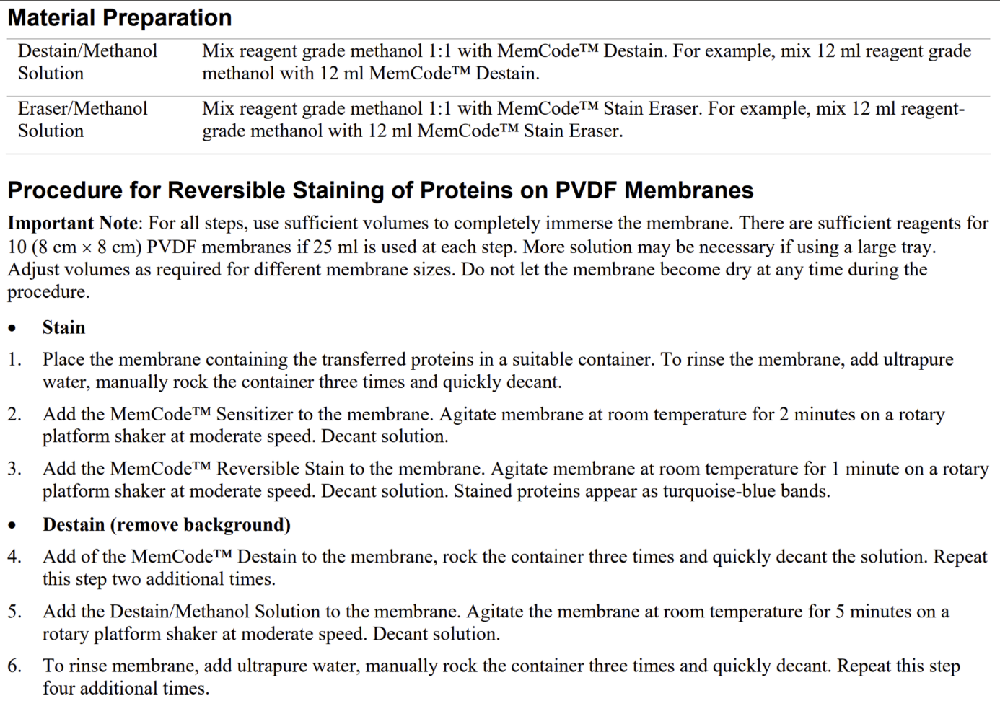 Material Preparation
Destain/Methanol
Solution
Mix reagent grade methanol 1:1 with MemCode™ Destain. For example, mix 12 ml reagent grade
methanol with 12 ml MemCode™ Destain.
Eraser/Methanol
Solution
Mix reagent grade methanol 1:1 with MemCode™ Stain Eraser. For example, mix 12 ml reagent-
grade methanol with 12 ml MemCode™ Stain Eraser.
Procedure for Reversible Staining of Proteins on PVDF Membranes
Important Note: For all steps, use sufficient volumes to completely immerse the membrane. There are sufficient reagents for
10 (8 cm × 8 cm) PVDF membranes if 25 ml is used at each step. More solution may be necessary if using a large tray.
Adjust volumes as required for different membrane sizes. Do not let the membrane become dry at any time during the
procedure.
• Stain
1. Place the membrane containing the transferred proteins in a suitable container. To rinse the membrane, add ultrapure
water, manually rock the container three times and quickly decant.
2. Add the MemCode™ Sensitizer to the membrane. Agitate membrane at room temperature for 2 minutes on a rotary
platform shaker at moderate speed. Decant solution.
3. Add the MemCode™ Reversible Stain to the membrane. Agitate membrane at room temperature for 1 minute on a rotary
platform shaker at moderate speed. Decant solution. Stained proteins appear as turquoise-blue bands.
• Destain (remove background)
4. Add of the MemCode™ Destain to the membrane, rock the container three times and quickly decant the solution. Repeat
this step two additional times.
5. Add the Destain/Methanol Solution to the membrane. Agitate the membrane at room temperature for 5 minutes on a
rotary platform shaker at moderate speed. Decant solution.
6. To rinse membrane, add ultrapure water, manually rock the container three times and quickly decant. Repeat this step
four additional times.